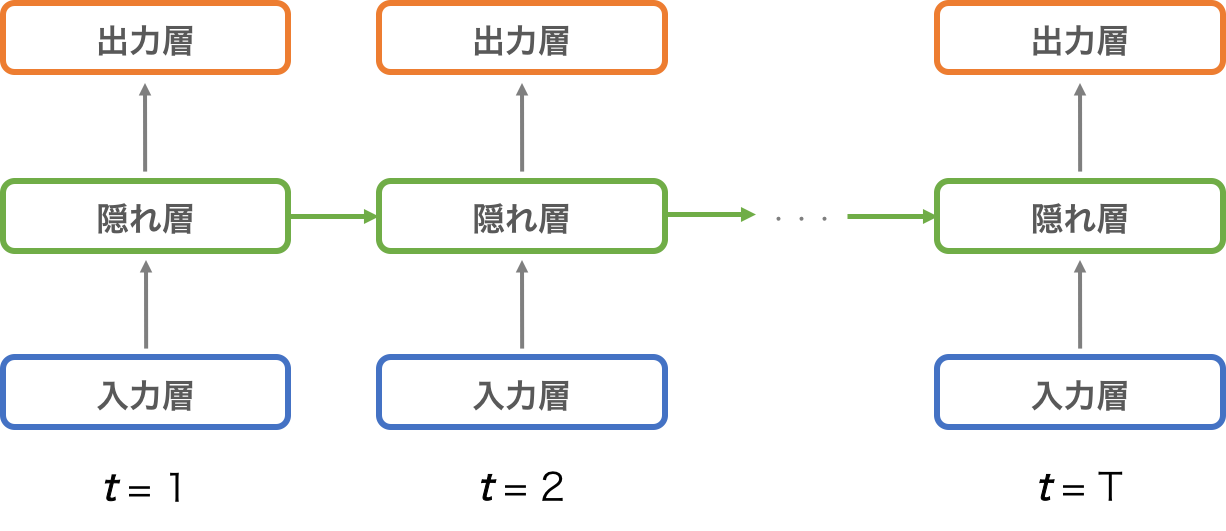 出力層 出力層 出力層
隠れ層 隠れ層 . . . 隠れ層
入力層 入力層 入力層
t = 1 t = 2 t = T